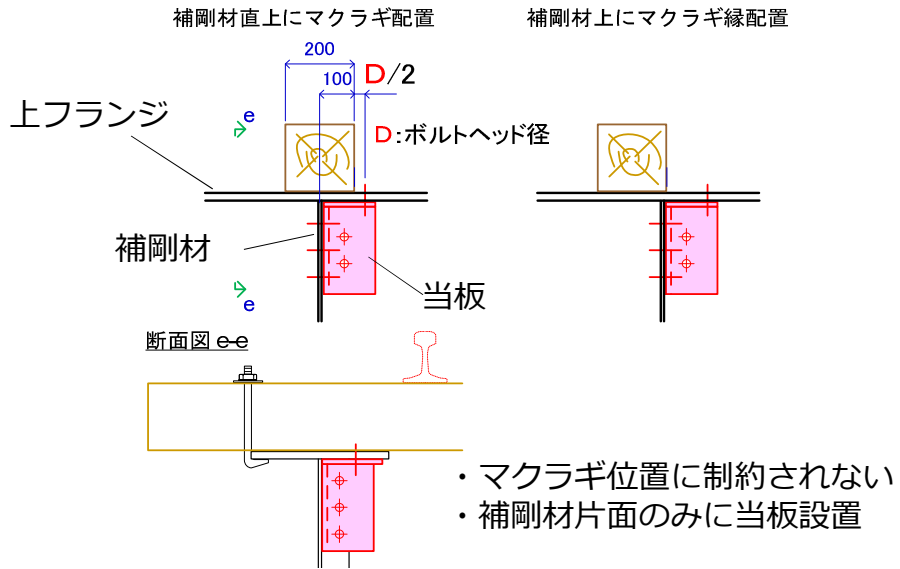 補剛材直上にマクラギ配置
補剛材上にマクラギ縁配置
200
100
D/2
上フランジ
e
D:ボルトヘッド径
補剛材
当板
e
断面図 e-e
・マクラギ位置に制約されない
・補剛材片面のみに当板設置